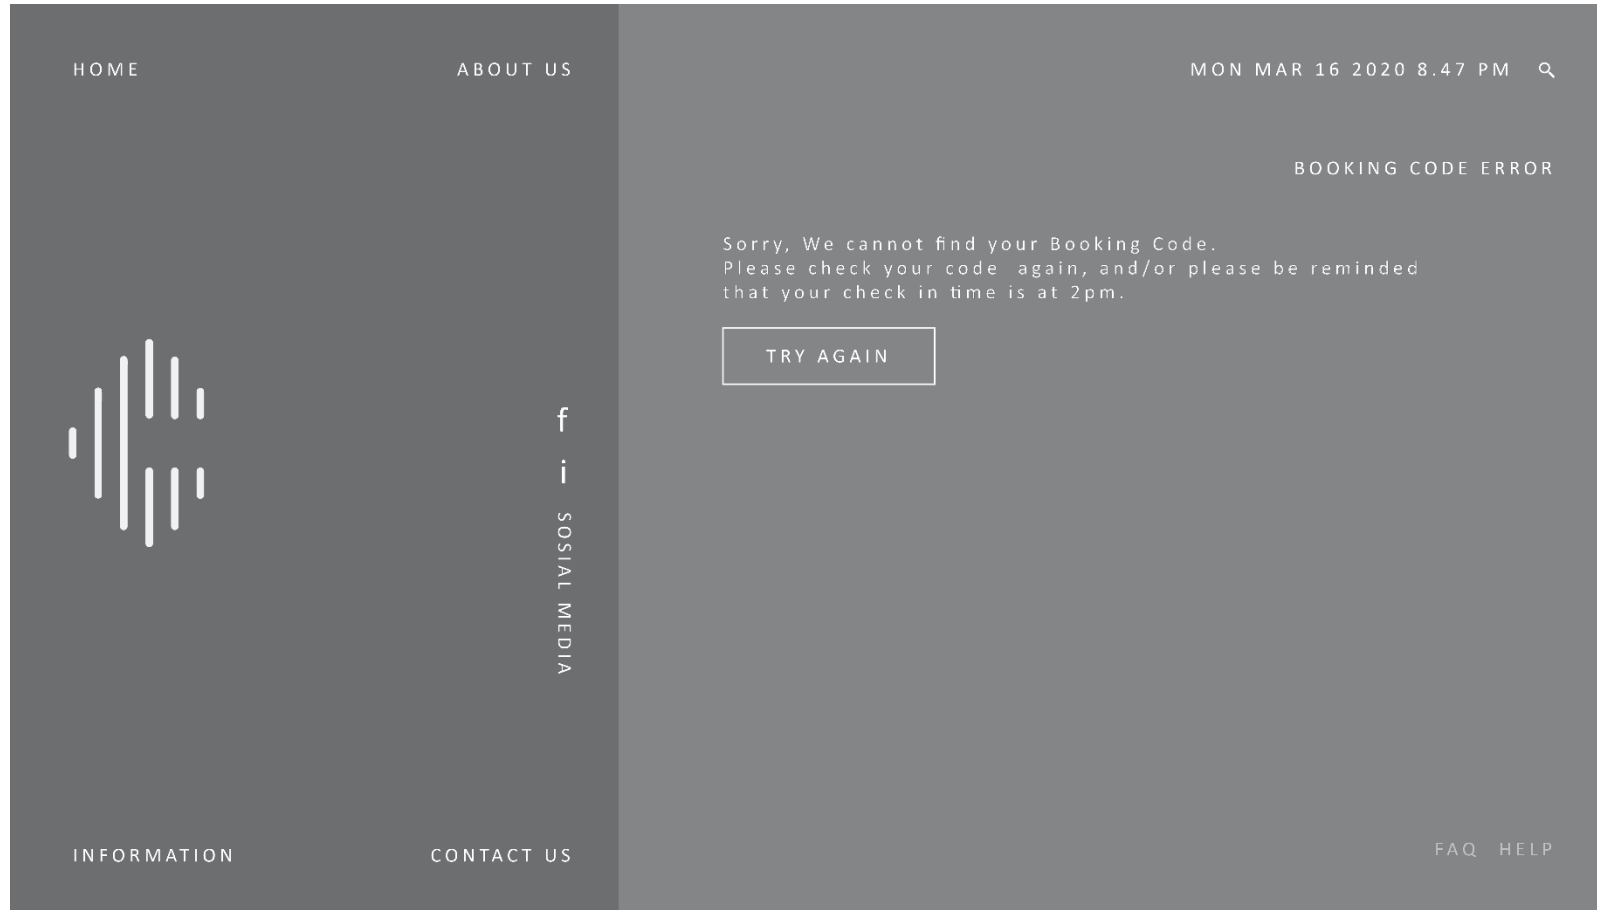 HOME
ABOUT US
MON MAR 16 2020 8.47 PM
BOOKING CODE ERROR
Sorry, We cannot find your Booking Code.
Please check your code  again, and/or please be reminded
that your check in time is at 2pm.
TRY AGAIN
f
i
SOSIAL MEDIA
INFORMATION
CONTACT US
FAQ  HELP